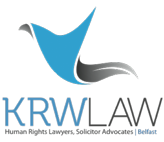 KRWLAW
Human Rights Lawyers, Solicitor Advocates | Belfast